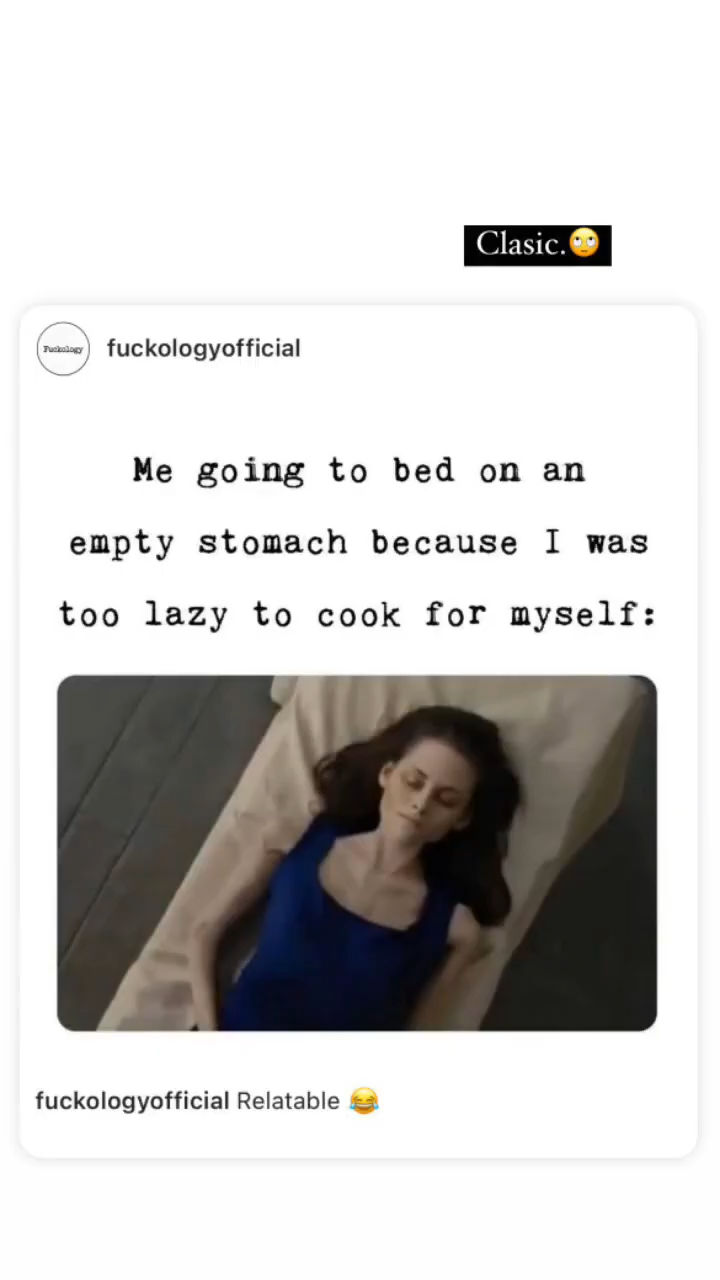 Clasic.🙄
Fuckology
fuckologyofficial
Me going to bed on an
empty stomach because I was
too lazy to cook for myself:
fuckologyofficial Relatable 😂